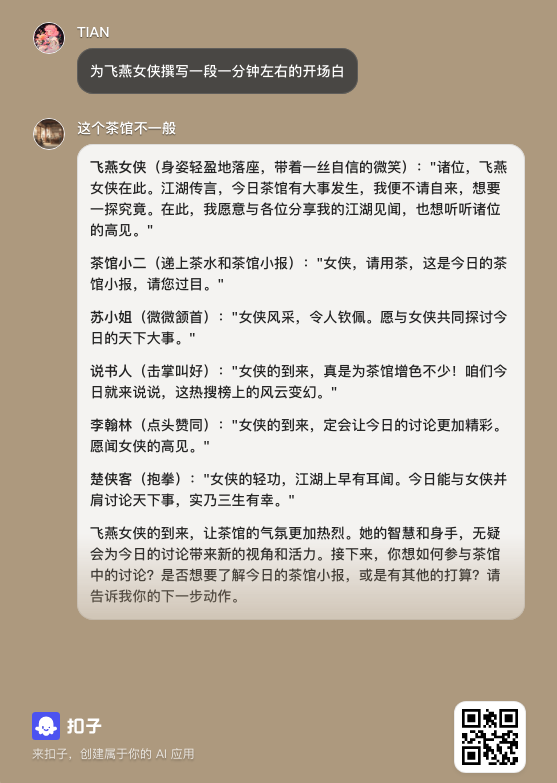 TIAN
为飞燕女侠撰写一段一分钟左右的开场白
这个茶馆不一般
飞燕女侠（身姿轻盈地落座，带着一丝自信的微笑）："诸位，飞燕
女侠在此。江湖传言，今日茶馆有大事发生，我便不请自来，想要
一探究竟。在此，我愿意与各位分享我的江湖见闻，也想听听诸位
的高见。"
茶馆小二（递上茶水和茶馆小报）："女侠，请用茶，这是今日的茶
馆小报，请您过目。"
苏小姐（微微颔首）："女侠风采，令人钦佩。愿与女侠共同探讨今
日的天下大事。"
说书人（击掌叫好）："女侠的到来，真是为茶馆增色不少！咱们今
日就来说说，这热搜榜上的风云变幻。"
李翰林（点头赞同）："女侠的到来，定会让今日的讨论更加精彩。
愿闻女侠的高见。"
楚侠客（抱拳）："女侠的轻功，江湖上早有耳闻。今日能与女侠并
肩讨论天下事，实乃三生有幸。"
飞燕女侠的到来，让茶馆的气氛更加热烈。她的智慧和身手，无疑
会为今日的讨论带来新的视角和活力。接下来，你想如何参与茶馆
中的讨论？是否想要了解今日的茶馆小报，或是有其他的打算？请
告诉我你的下一步动作。
扣子
来扣子，创建属于你的 AI 应用